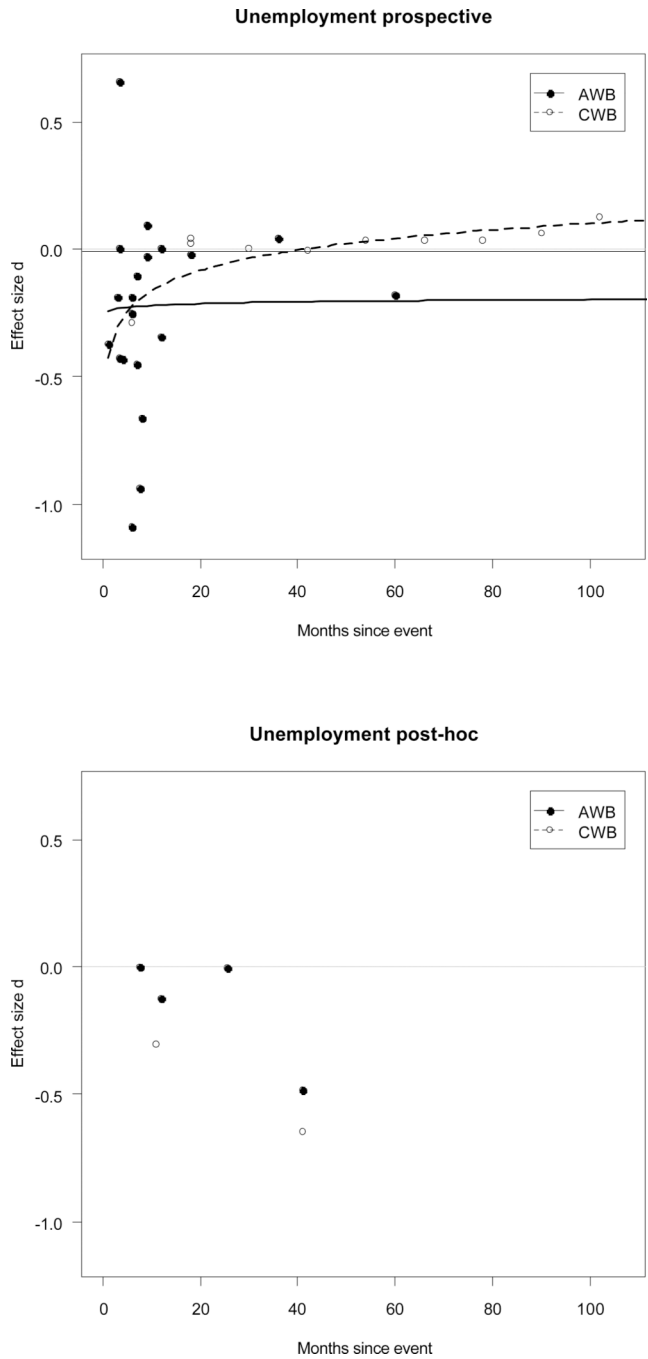 Unemployment prospective
AWB
CWB
0.5
0.0
-0.5
-1.0
Effect size d
0 20 40 60 80 100
Months since event
Unemployment post-hoc
AWB
CWB
0.5
0.0
-0.5
-1.0
Effect size d
0 20 40 60 80 100
Months since event